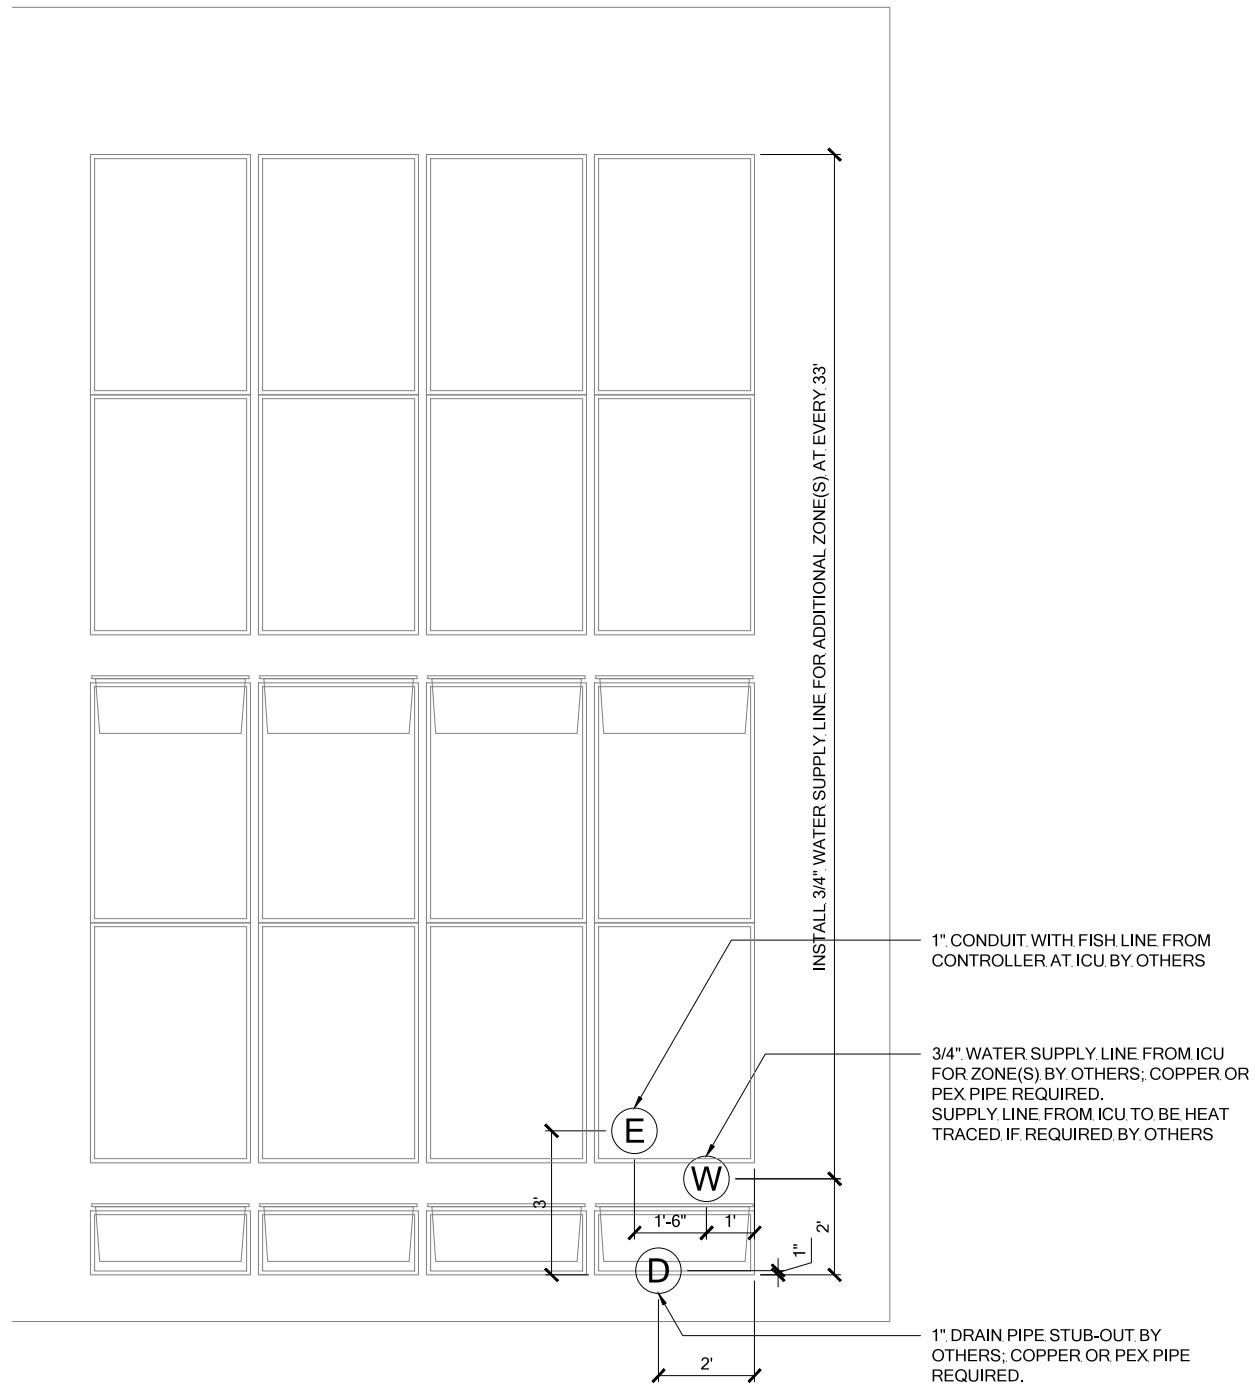 INSTALL 3/4" WATER SUPPLY LINE FOR ADDITIONAL ZONE(S) AT EVERY 33'
1" CONDUIT WITH FISH LINE FROM
CONTROLLER AT ICU BY OTHERS
3/4" WATER SUPPLY LINE FROM ICU
FOR ZONE(S) BY OTHERS; COPPER OR
PEX PIPE REQUIRED.
SUPPLY LINE FROM ICU TO BE HEAT
TRACED IF REQUIRED BY OTHERS
E
W
3'
1'-6"
1'
2'
1"
D
1" DRAIN PIPE STUB-OUT BY
OTHERS; COPPER OR PEX PIPE
REQUIRED.
2'